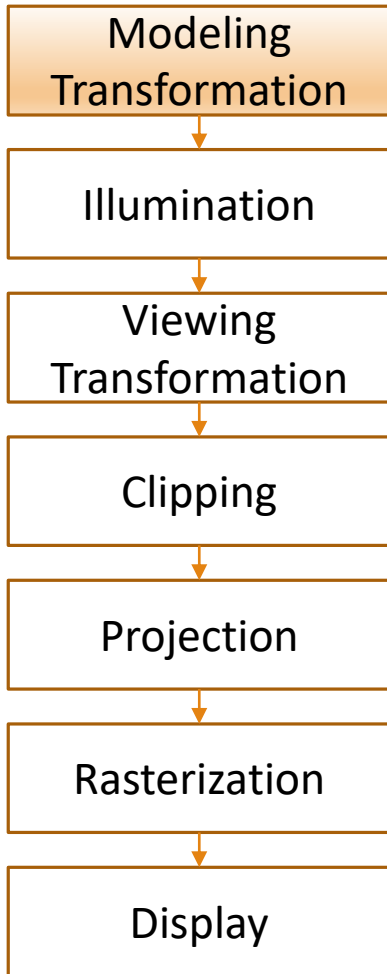 Modeling
Transformation
Illumination
Viewing
Transformation
Clipping
Projection
Rasterization
Display